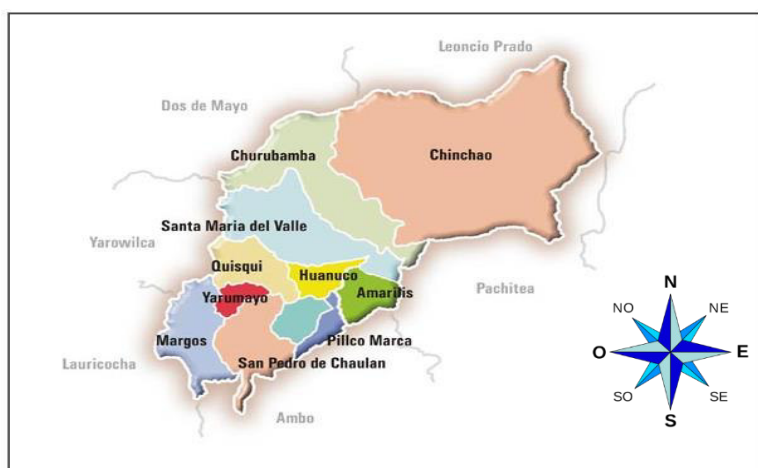 Leoncio Prado
Dos de Mayo
Churubamba
Chinchao
Santa Maria del Valle
Yarowilca
Quisqui
Huanuco
Yarumayo
Amarilis
Pachitea
Margos
Pillco Marca
Lauricocha
San Pedro de Chaulan
Ambo
N
NO
NE
O
E
SO
SE
S